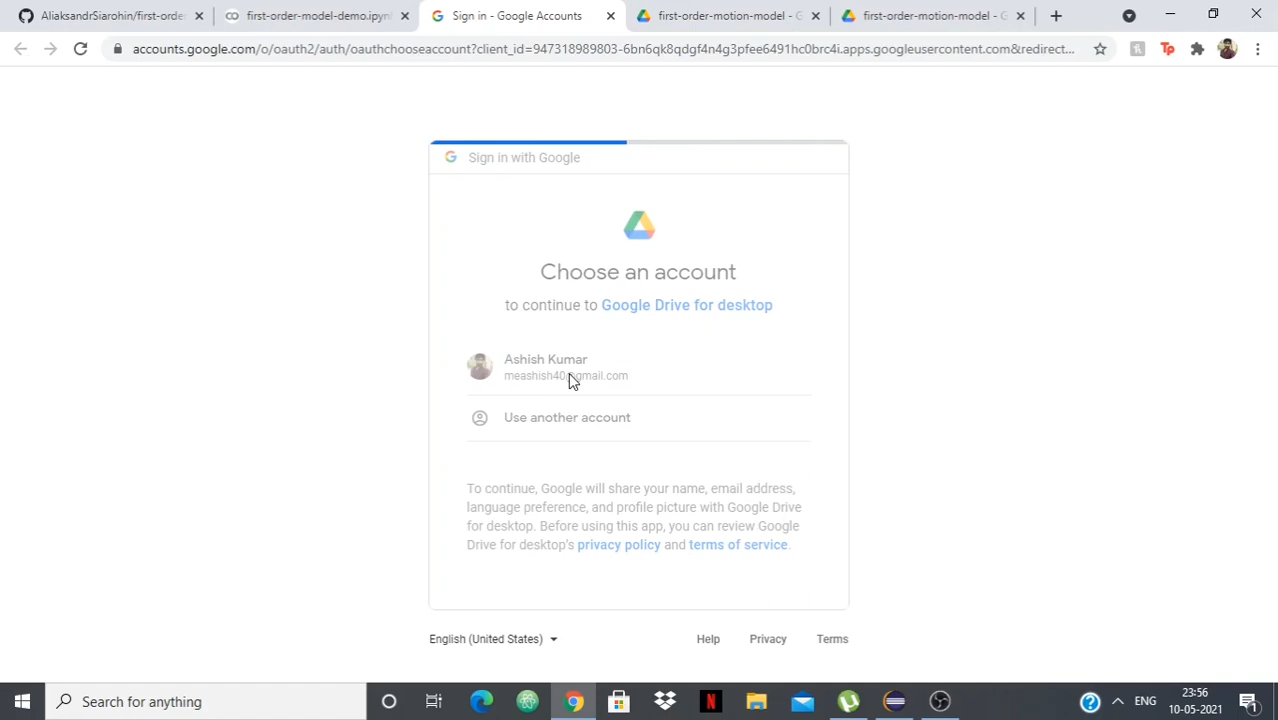 AliaksandrSiarohin/first-order
first-order-model-demo.ipynb
Sign in - Google Accounts
first-order-motion-model - G
first-order-motion-model - G
accounts.google.com/o/oauth2/auth/oauthchooseaccount?client_id=947318989803-6bn6qk8qdgf4n4g3pfee6491hc0brc4i.apps.googleusercontent.com&redirect...
Sign in with Google
Choose an account
to continue to Google Drive for desktop
Ashish Kumar
meashish40@gmail.com
Use another account
To continue, Google will share your name, email address,
language preference, and profile picture with Google Drive
for desktop. Before using this app, you can review Google
Drive for desktop's privacy policy and terms of service.
English (United States)
Help
Privacy
Terms
Search for anything
ENG
23:56
10-05-2021